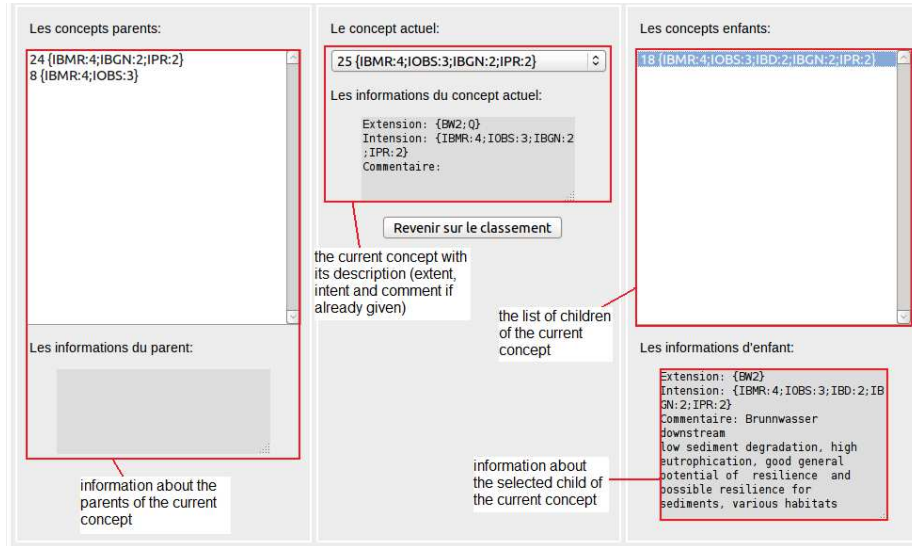 Les concepts parents:
24 {IBMR:4;IBGN:2;IPR:2}
8 {IBMR:4;IOBS:3}
Les informations du parent:
information about the
parents of the current
concept
Le concept actuel:
25 {IBMR:4;IOBS:3;IBGN:2;IPR:2}
Les informations du concept actuel:
Extension: {BW2;Q}
Intension: {IBMR:4;IOBS:3;IBGN:2
;IPR:2}
Commentaire:
Revenir sur le classement
the current concept with
its description (extent,
intent and comment if
already given)
the list of children
of the current
concept
information about
the selected child of
the current concept
Les concepts enfants:
18 {IBMR:4;IOBS:3;IBD:2;IBGN:2;IPR:2}
Les informations d'enfant:
Extension: {BW2}
Intension: {IBMR:4;IOBS:3;IBD:2;IB
GN:2;IPR:2}
Commentaire: Brunnwasser
downstream
low sediment degradation, high
eutrophication, good general
potential of resilience and
possible resilience for
sediments, various habitats